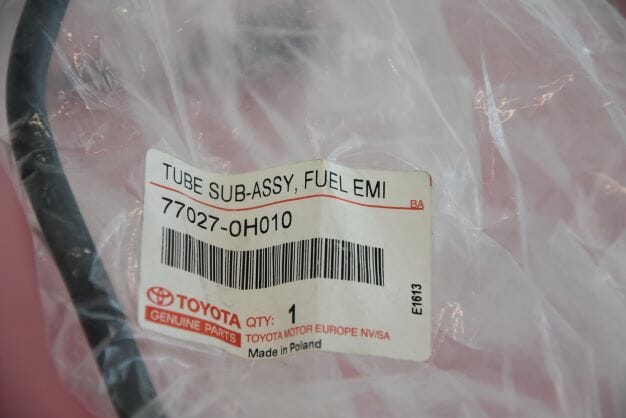 TUBE SUB-ASSY, FUEL EMI
BA
77027-0H010
E1613
TOYOTA
GENUINE PARTS
QTY: 1
TOYOTA MOTOR EUROPE NV/SA
Made in Poland